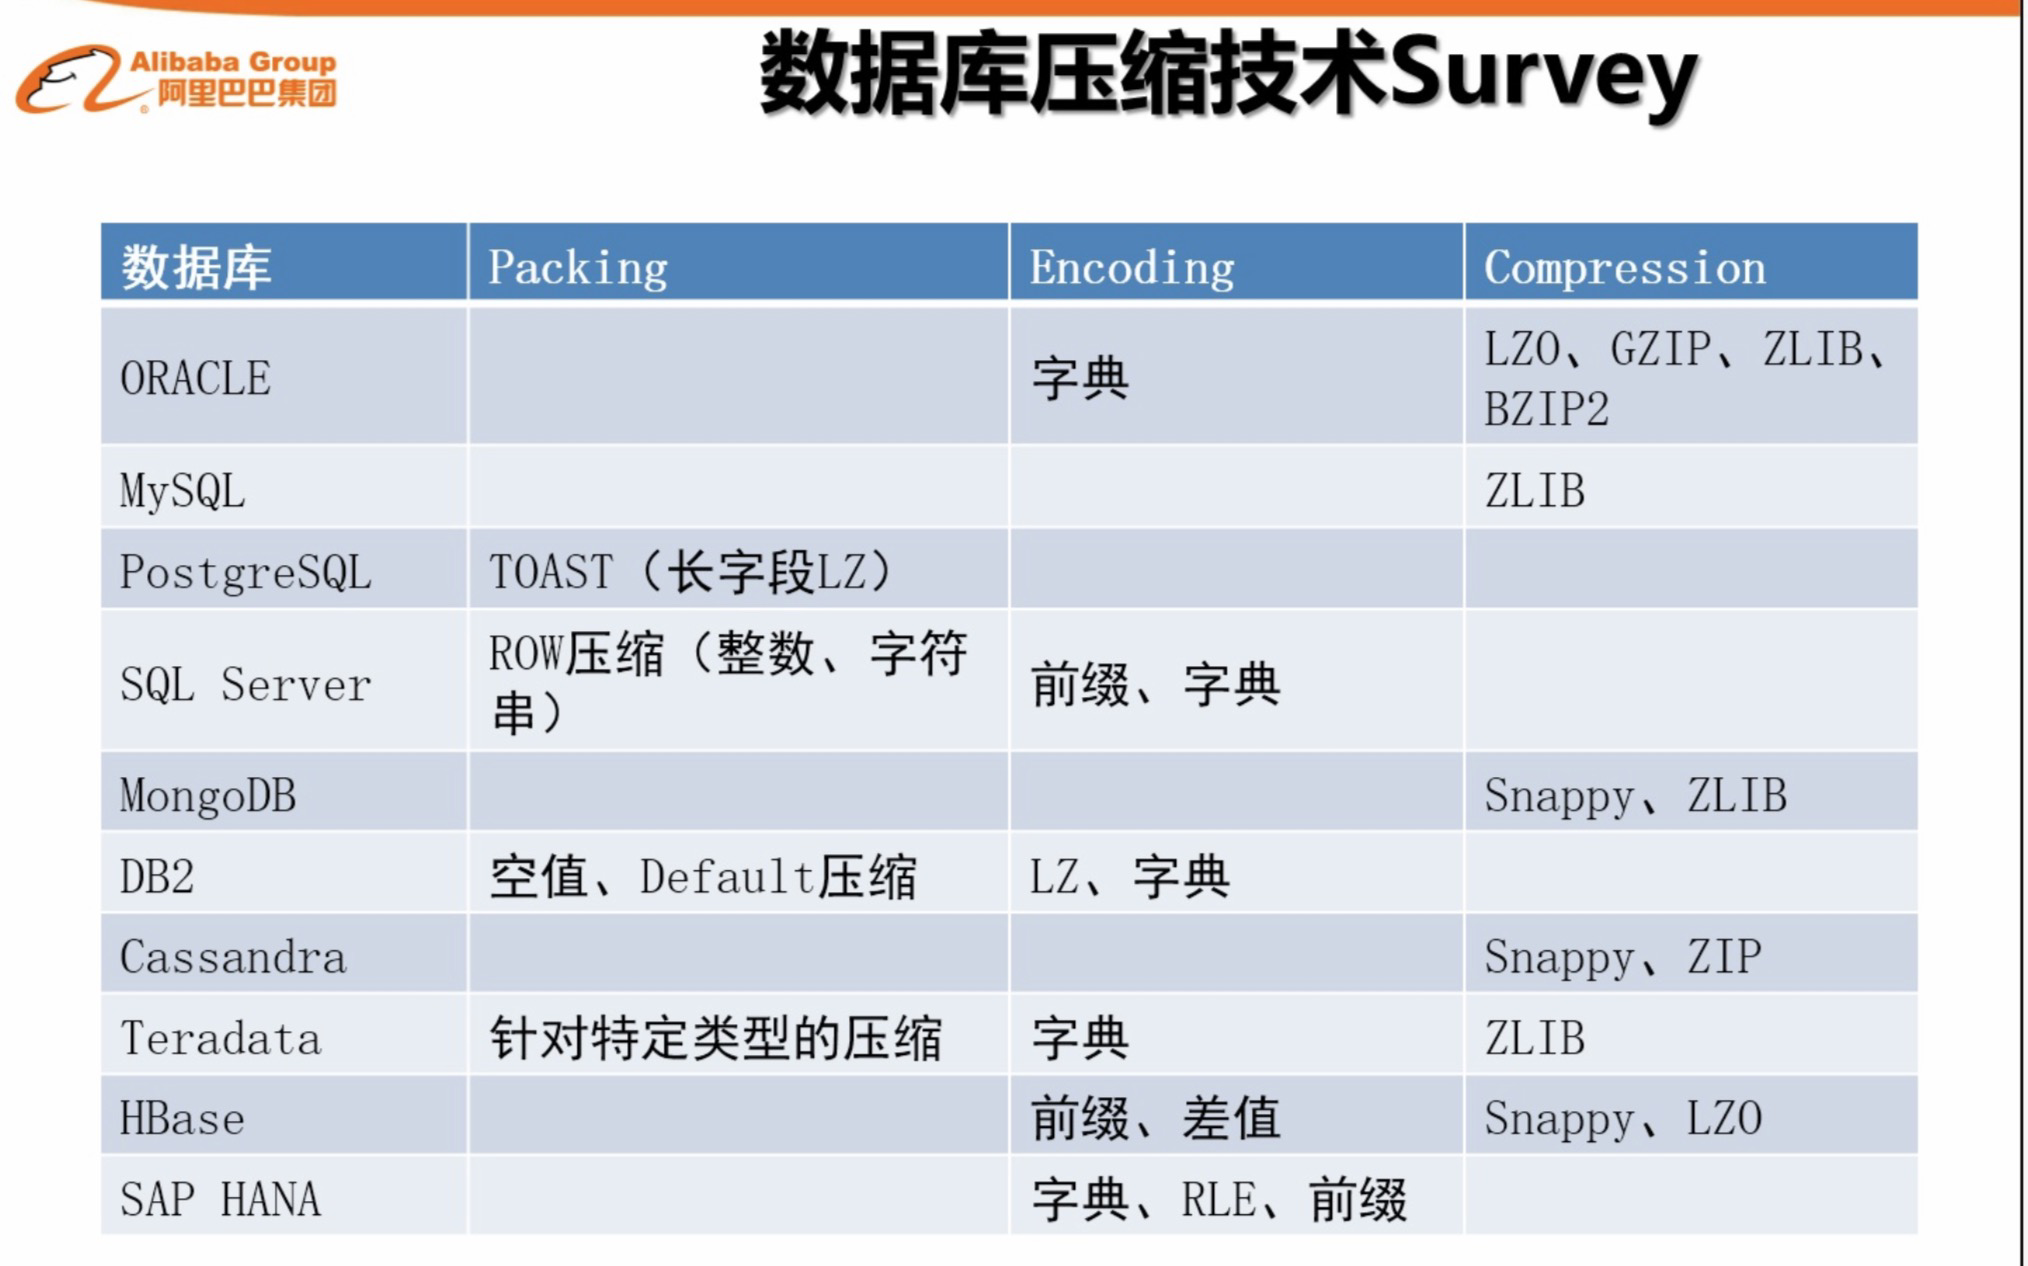 Alibaba Group
阿里巴巴集团
数据库压缩技术Survey
数据库 Packing Encoding Compression
ORACLE 字典 LZO、GZIP、ZLIB、
BZIP2
MySQL ZLIB
PostgreSQL TOAST（长字段LZ）
SQL Server ROW压缩（整数、字符
串） 前缀、字典
MongoDB Snappy、ZLIB
DB2 空值、Default压缩 LZ、字典
Cassandra Snappy、ZIP
Teradata 针对特定类型的压缩 字典 ZLIB
HBase 前缀、差值 Snappy、LZO
SAP HANA 字典、RLE、前缀